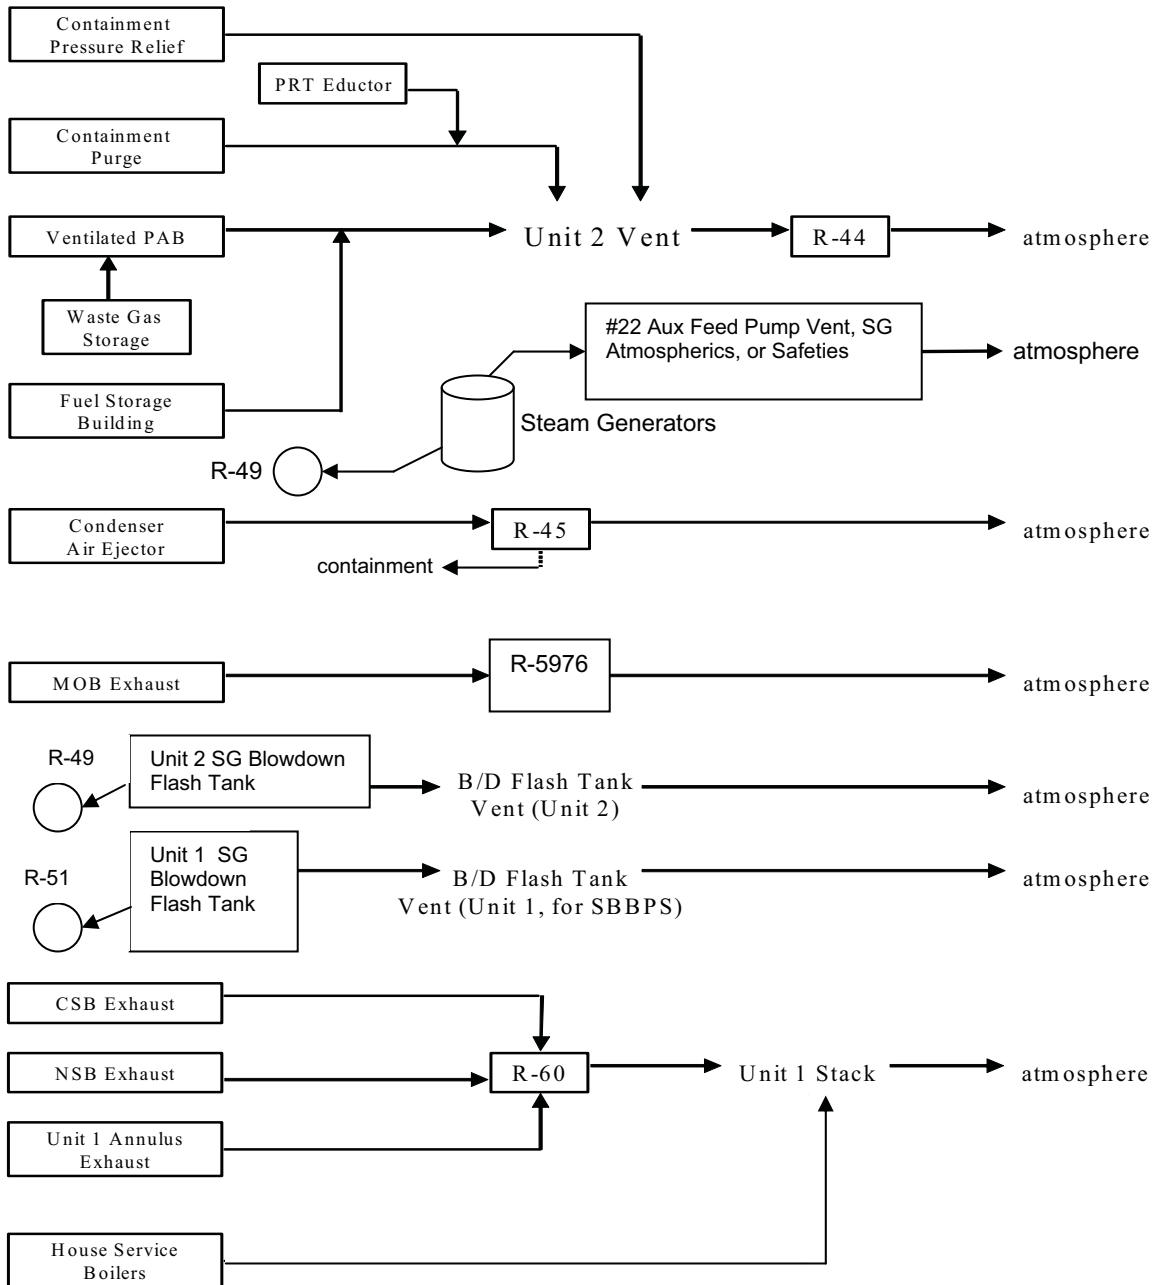 Containment
Pressure Relief
PRT Eductor
Containment
Purge
Ventilated PAB
Unit 2 Vent
R-44
atmosphere
Waste Gas
Storage
#22 Aux Feed Pump Vent, SG
Atmospherics, or Safeties
atmosphere
Fuel Storage
Building
Steam Generators
R-49
Condenser
Air Ejector
R-45
atmosphere
containment
MOB Exhaust
R-5976
atmosphere
R-49
Unit 2 SG Blowdown
Flash Tank
B/D Flash Tank
Vent (Unit 2)
atmosphere
R-51
Unit 1 SG
Blowdown
Flash Tank
B/D Flash Tank
Vent (Unit 1, for SBBPS)
atmosphere
CSB Exhaust
NSB Exhaust
R-60
Unit 1 Stack
atmosphere
Unit 1 Annulus
Exhaust
House Service
Boilers